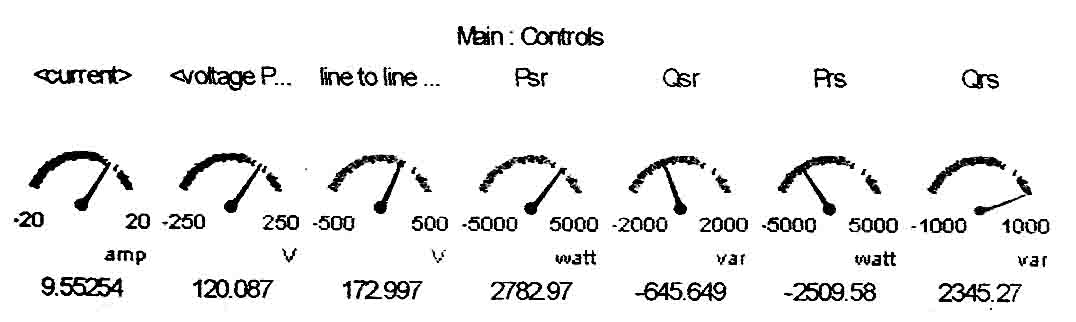 Main : Controls
<current> <voltage P... line to line ... Psr Qsr Prs Qrs
-20 20 -250 250 -500 500 -5000 5000 -2000 2000 -5000 5000 -1000 1000
amp V V watt var watt var
9.55254 120.087 172.997 2782.97 -645.649 -2509.58 2345.27